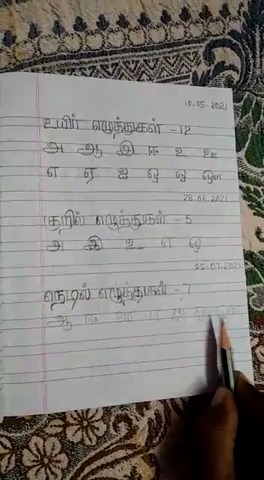 10.05.2021
உயிர் எழுத்துகள் - 12
அ ஆ இ ஈ உ ஊ
எ ஏ ஐ ஒ ஓ ஔ
28.06.2021
குறில் எழுத்துகள் - 5
அ இ உ எ ஒ
05.07.2021
நெடில் எழுத்துகள் - 7
ஆ ஈ ஊ ஏ ஐ